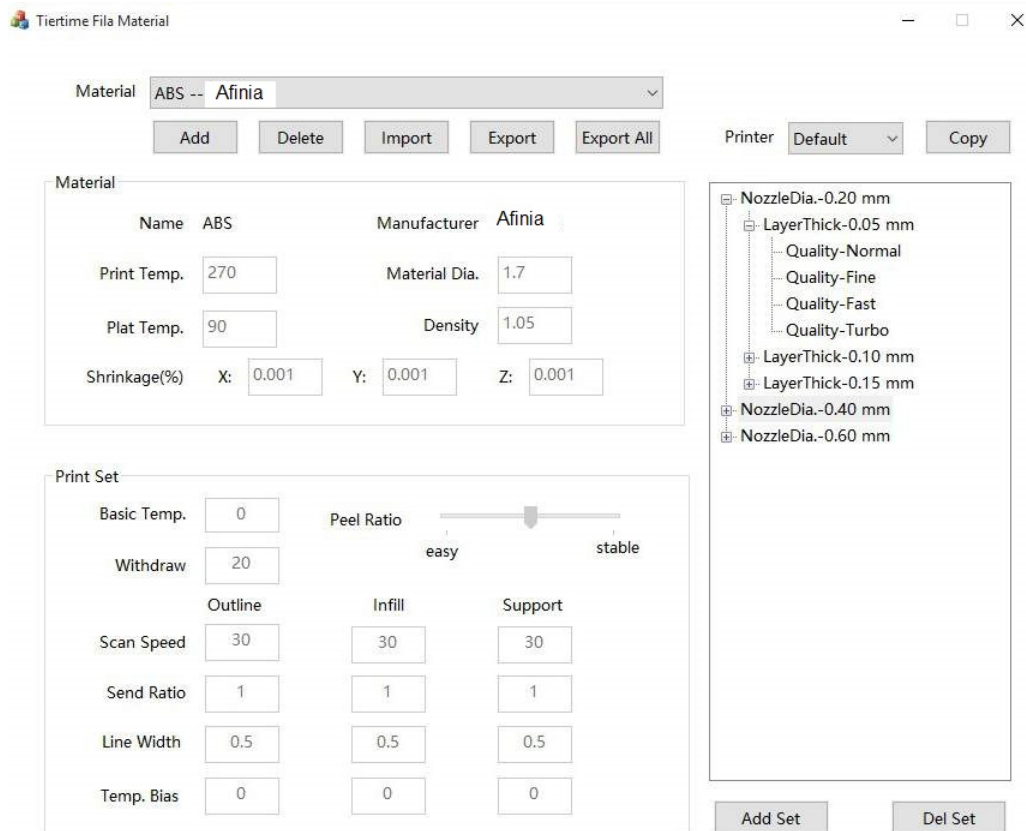 Tiertime Fila Material
Material ABS -- Afinia
Add Delete Import Export Export All
Printer Default Copy
Material
Name ABS Manufacturer Afinia
Print Temp. 270 Material Dia. 1.7
Plat Temp. 90 Density 1.05
Shrinkage(%) X: 0.001 Y: 0.001 Z: 0.001
NozzleDia.-0.20 mm
LayerThick-0.05 mm
Quality-Normal
Quality-Fine
Quality-Fast
Quality-Turbo
LayerThick-0.10 mm
LayerThick-0.15 mm
NozzleDia.-0.40 mm
NozzleDia.-0.60 mm
Print Set
Basic Temp. 0 Peel Ratio
easy stable
Withdraw 20
Outline Infill Support
Scan Speed 30 30 30
Send Ratio 1 1 1
Line Width 0.5 0.5 0.5
Temp. Bias 0 0 0
Add Set Del Set